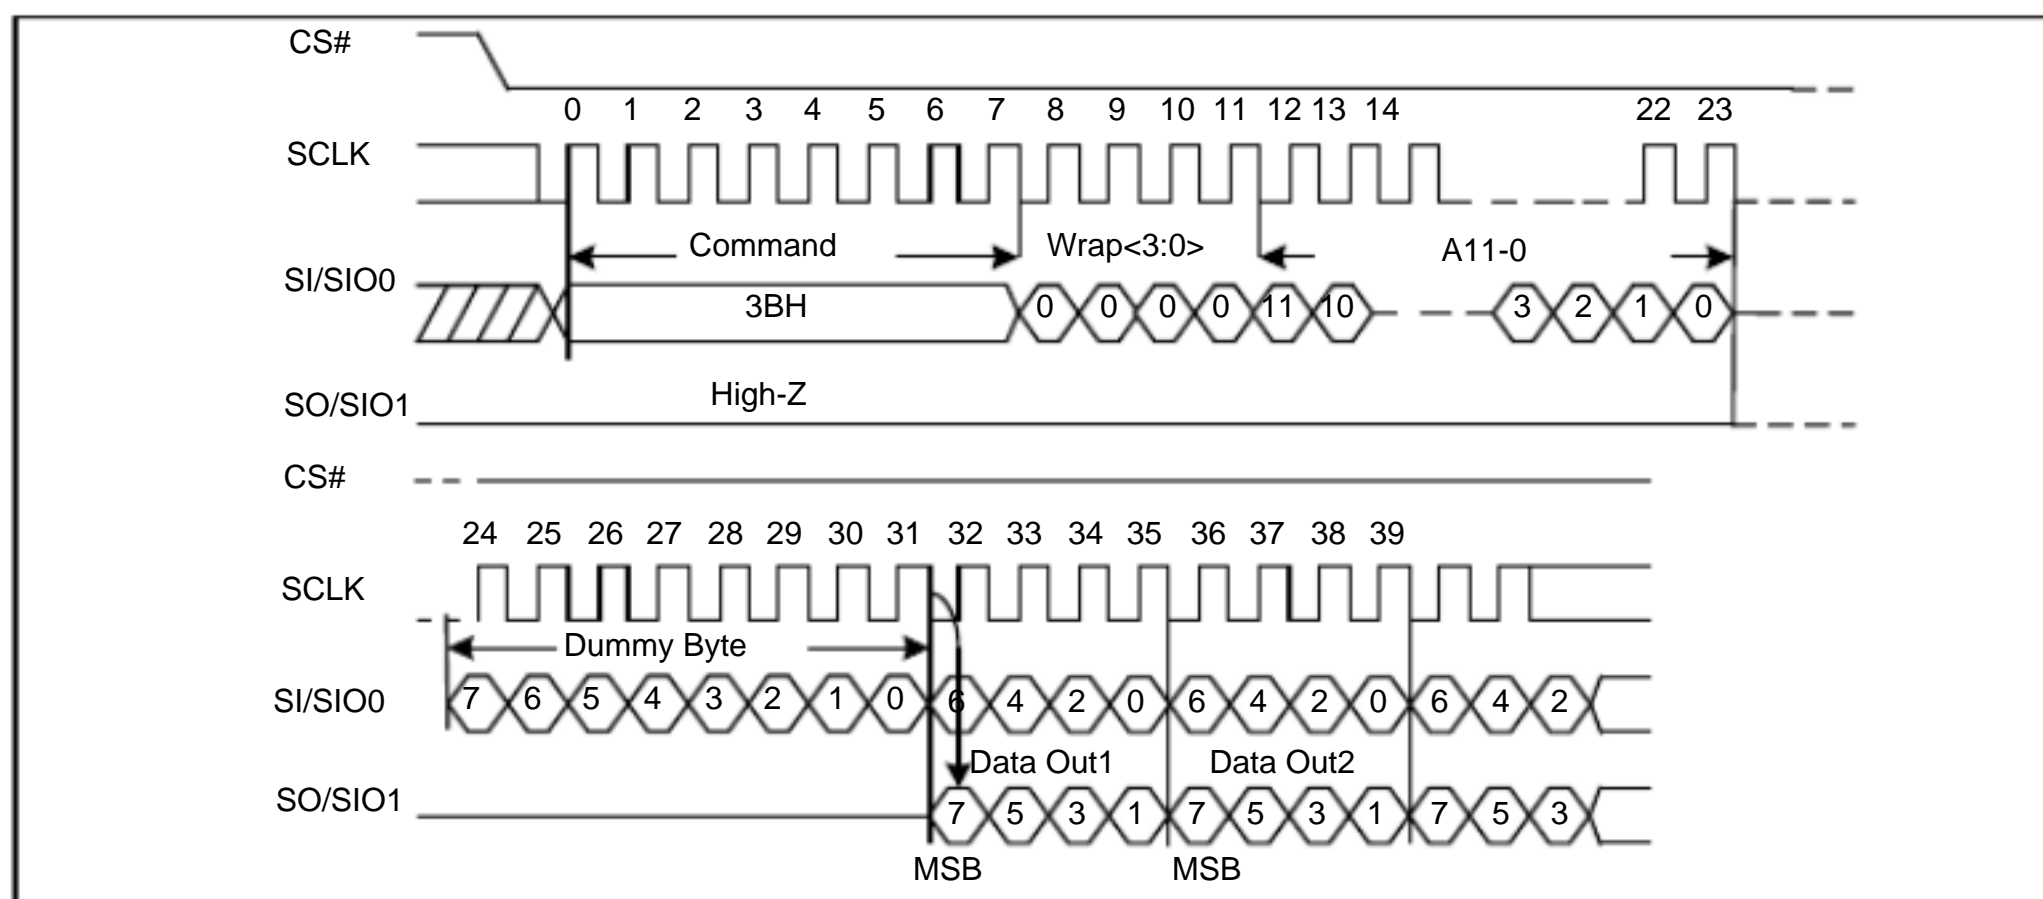 CS#
0 1 2 3 4 5 6 7 8 9 10 11 12 13 14 22 23
SCLK
Command Wrap<3:0> A11-0
SI/SIO0
3BH 0 0 0 0 11 10 3 2 1 0
High-Z
SO/SIO1
CS#
24 25 26 27 28 29 30 31 32 33 34 35 36 37 38 39
SCLK
Dummy Byte
SI/SIO0 7 6 5 4 3 2 1 0 6 4 2 0 6 4 2 0 6 4 2
Data Out1 Data Out2
SO/SIO1 7 5 3 1 7 5 3 1 7 5 3
MSB MSB